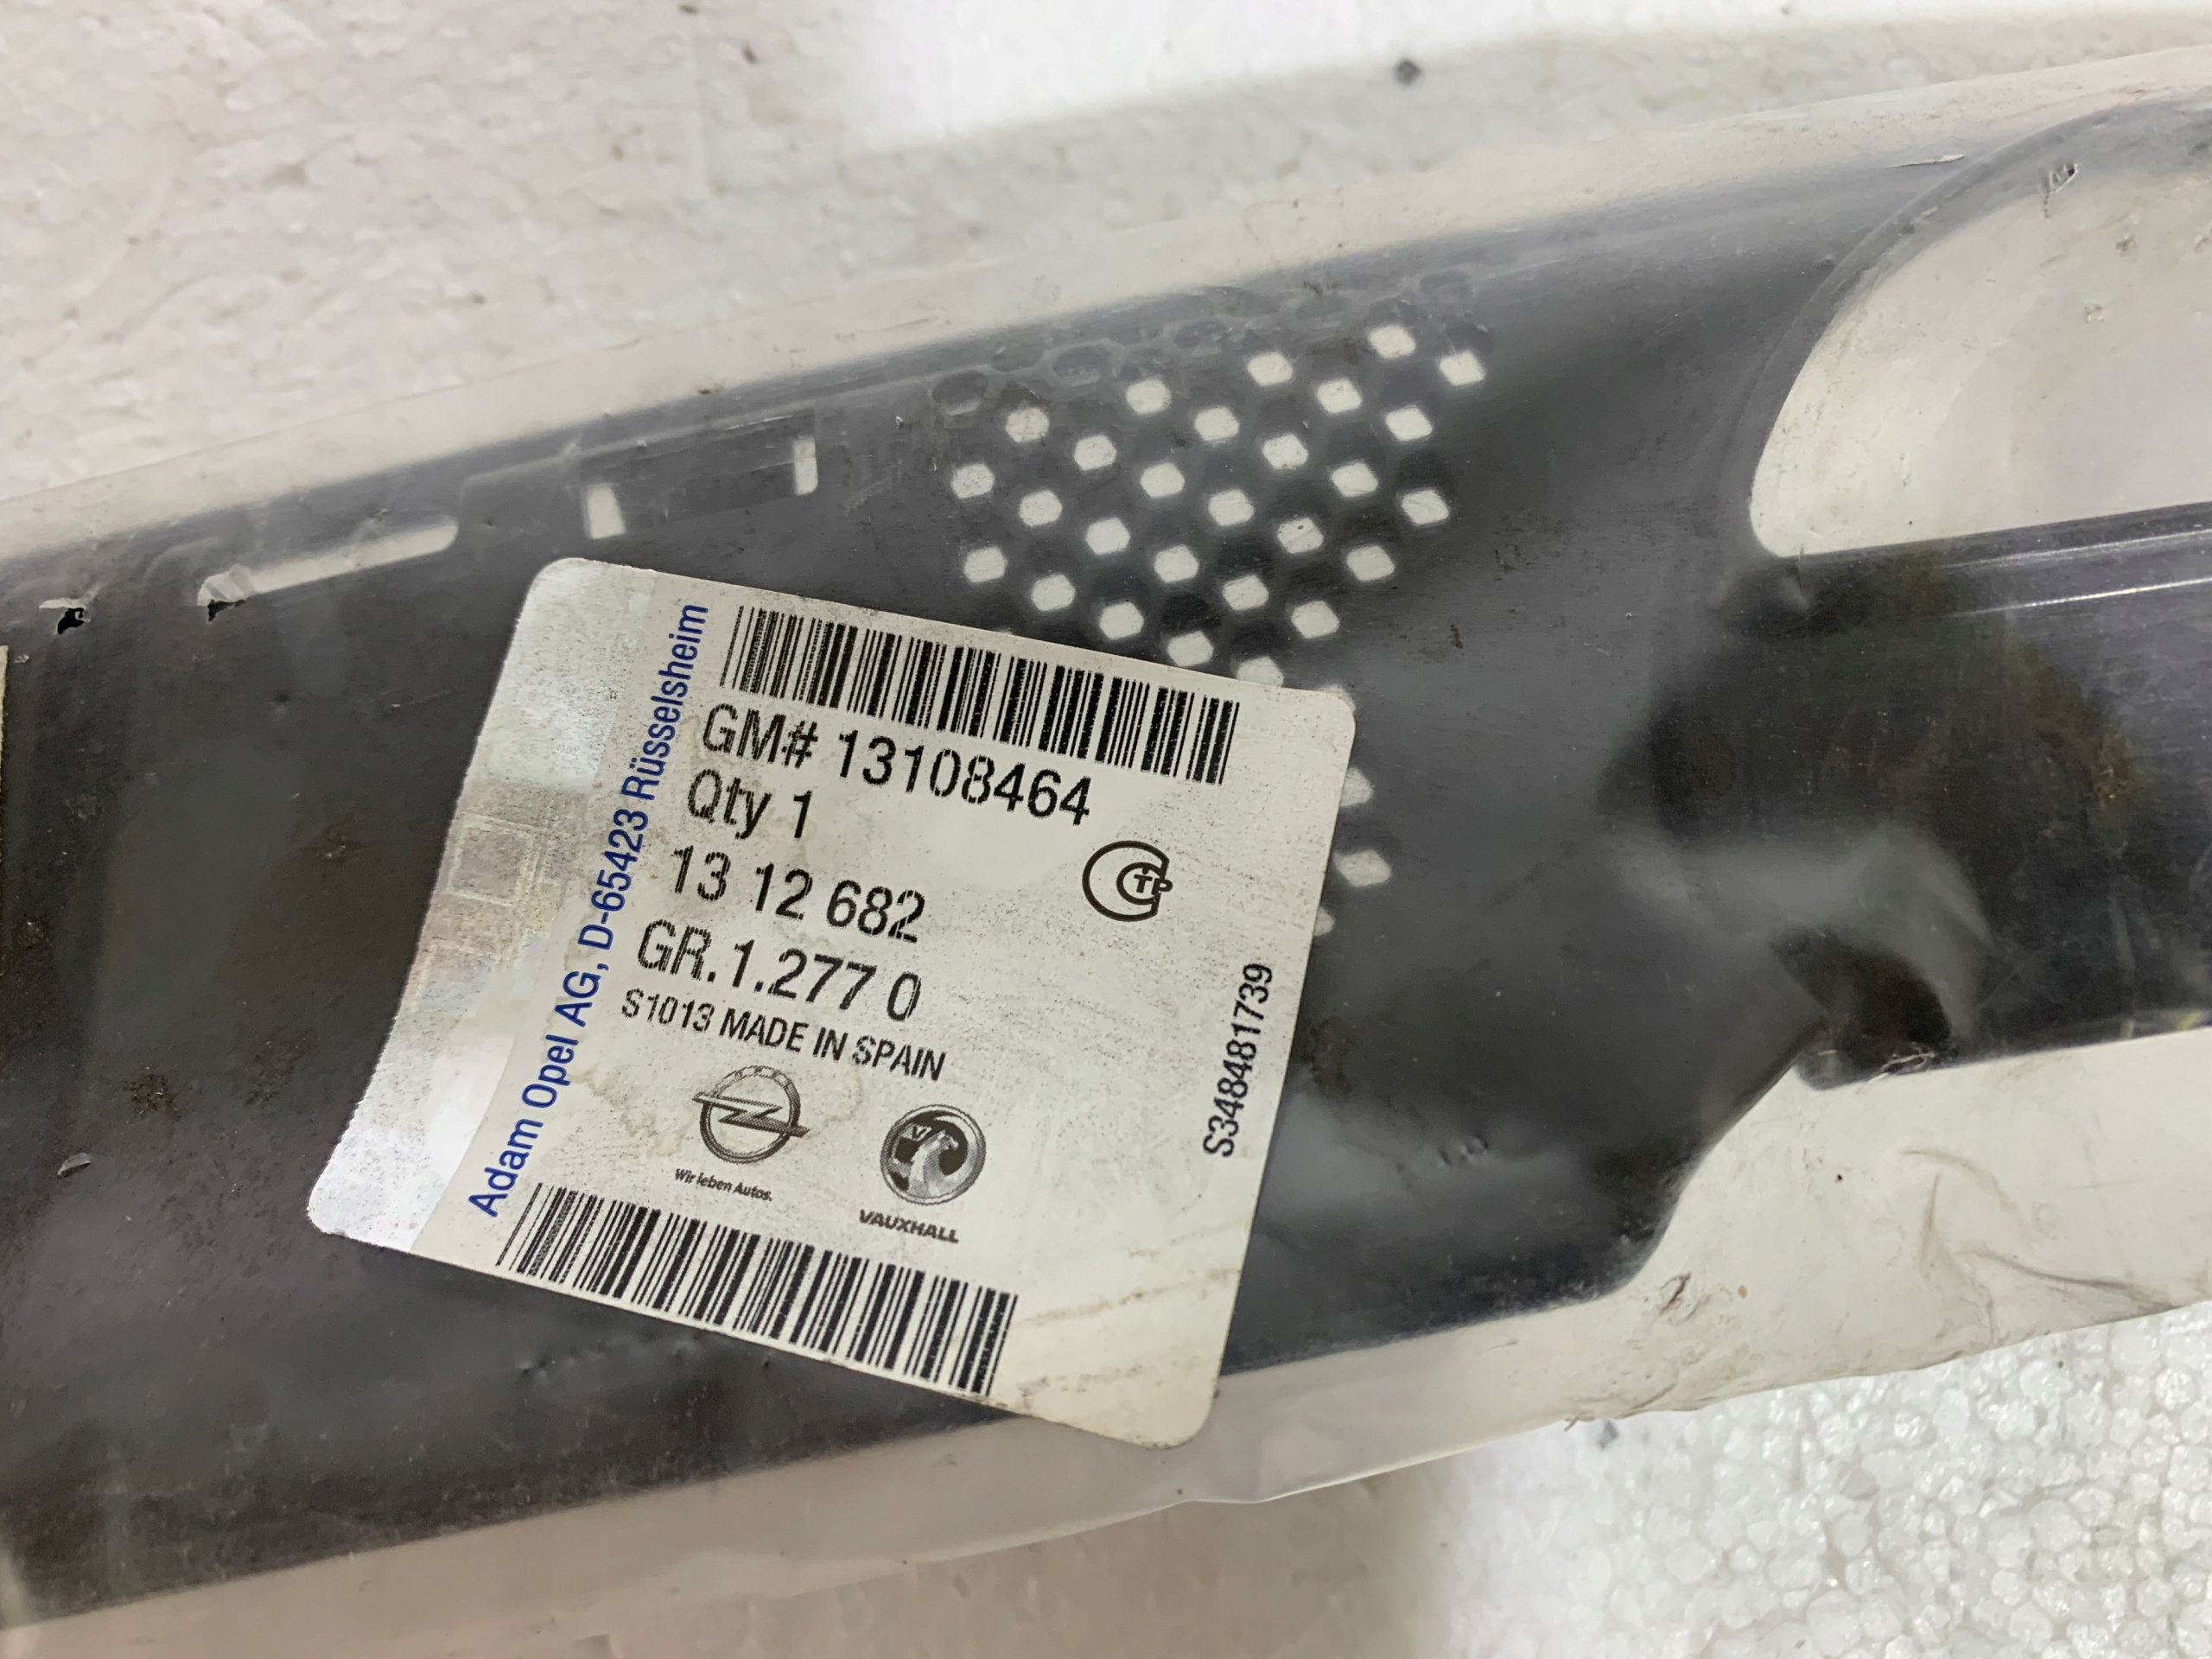 GM# 13108464
Qty 1
13 12 682
GR.1.277 0
S1013 MADE IN SPAIN
Wir leben Autos.
VAUXHALL
Adam Opel AG, D-65423 Rüsselsheim
S348481739